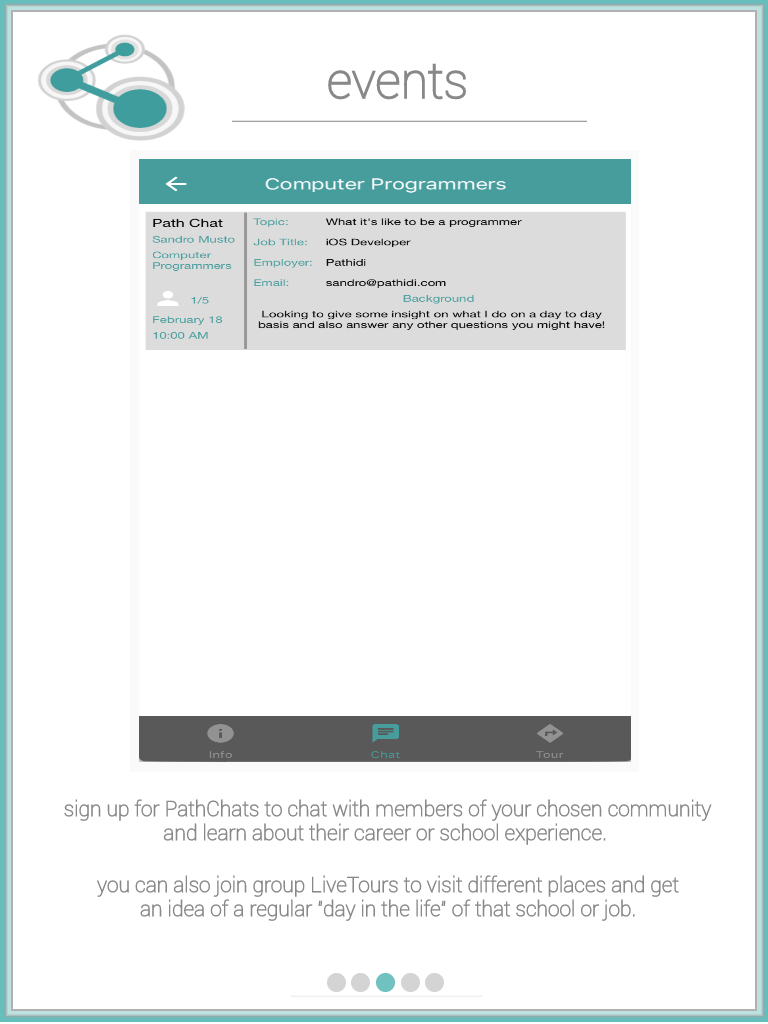 events
Computer Programmers
Path Chat
Sandro Musto
Computer
Programmers
1/5
February 18
10:00 AM
Topic: What it's like to be a programmer
Job Title: iOS Developer
Employer: Pathidi
Email: sandro@pathidi.com
Background
Looking to give some insight on what I do on a day to day
basis and also answer any other questions you might have!
Info Chat Tour
sign up for PathChats to chat with members of your chosen community
and learn about their career or school experience.
you can also join group LiveTours to visit different places and get
an idea of a regular "day in the life" of that school or job.